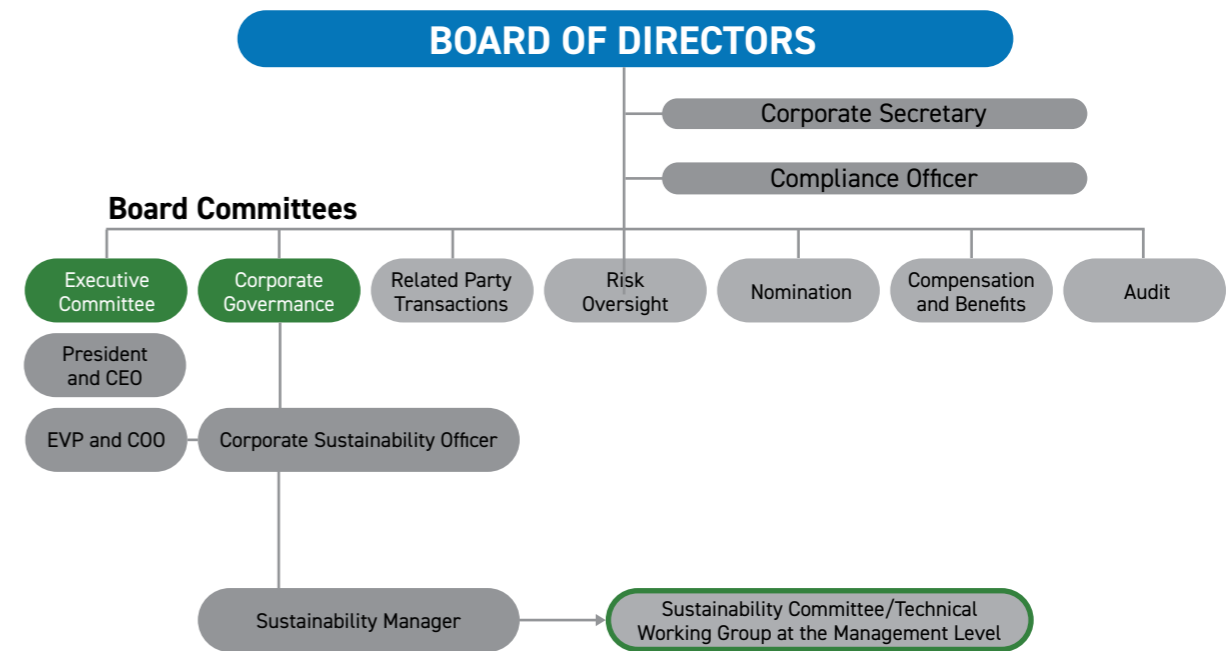 BOARD OF DIRECTORS
Corporate Secretary
Compliance Officer
Board Committees
Executive
Committee
Corporate
Governance
Related Party
Transactions
Risk
Oversight
Nomination
Compensation
and Benefits
Audit
President
and CEO
EVP and COO
Corporate Sustainability Officer
Sustainability Manager
Sustainability Committee/Technical
Working Group at the Management Level